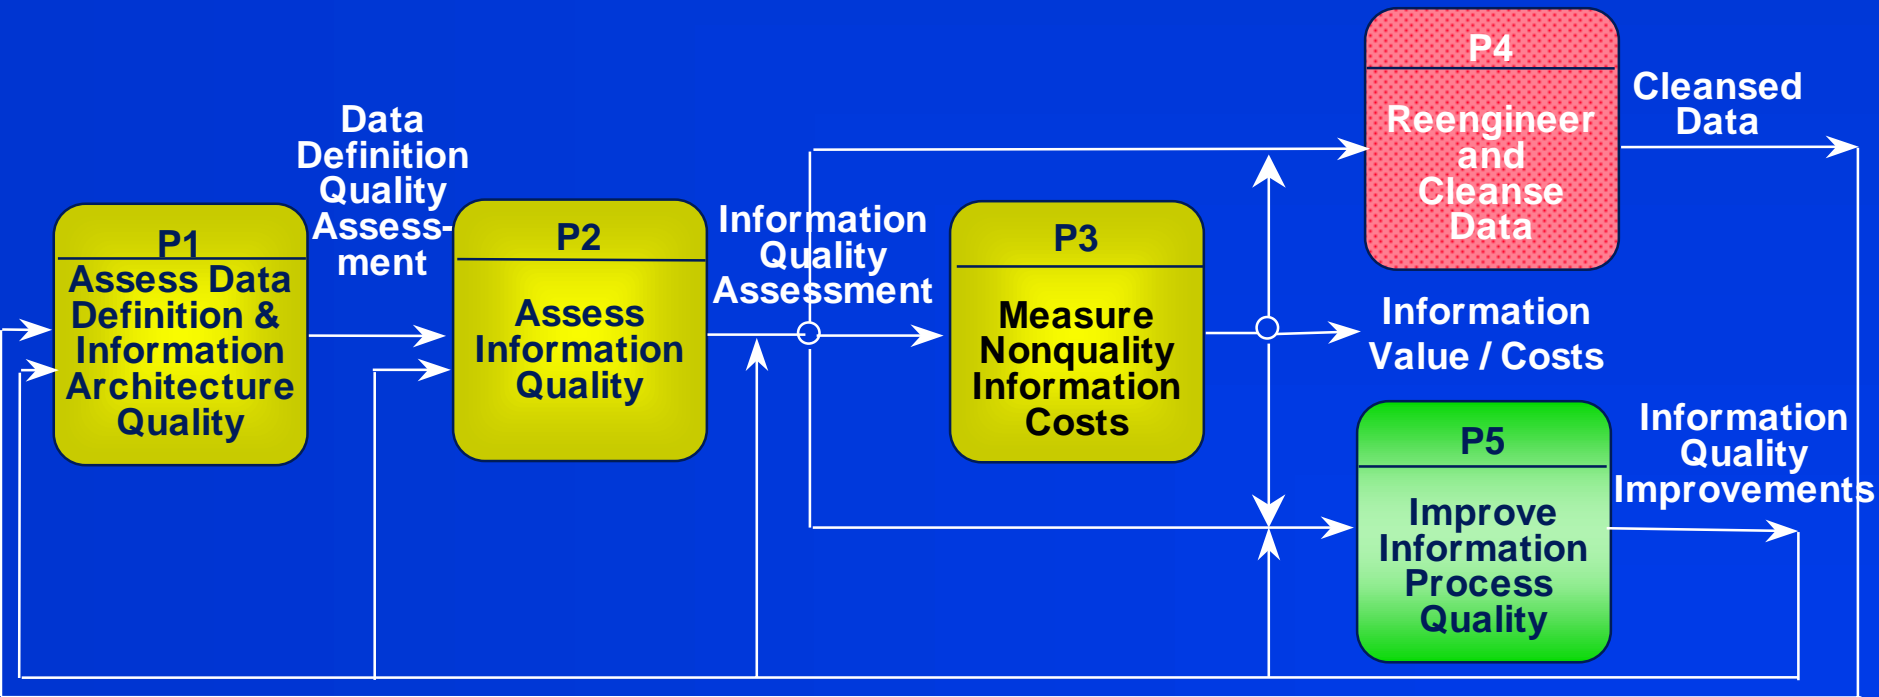 P1
Assess Data
Definition &
Information
Architecture
Quality
Data
Definition
Quality
Assess-
ment
P2
Assess
Information
Quality
Information
Quality
Assessment
P3
Measure
Nonquality
Information
Costs
P4
Reengineer
and
Cleanse
Data
Cleansed
Data
Information
Value / Costs
P5
Improve
Information
Process
Quality
Information
Quality
Improvements